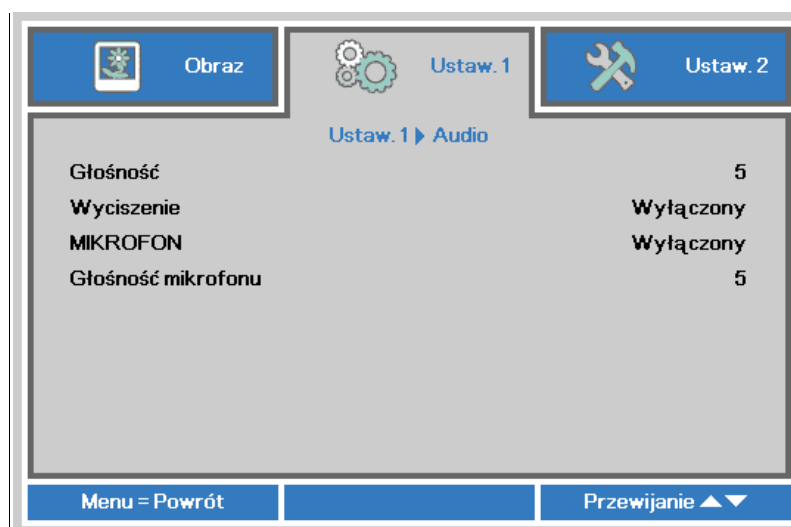 Obraz
Ustaw. 1
Ustaw. 2
Ustaw. 1 ▶ Audio
Głośność 5
Wyciszenie Wyłączony
MIKROFON Wyłączony
Głośność mikrofonu 5
Menu = Powrót
Przewijanie ▲▼